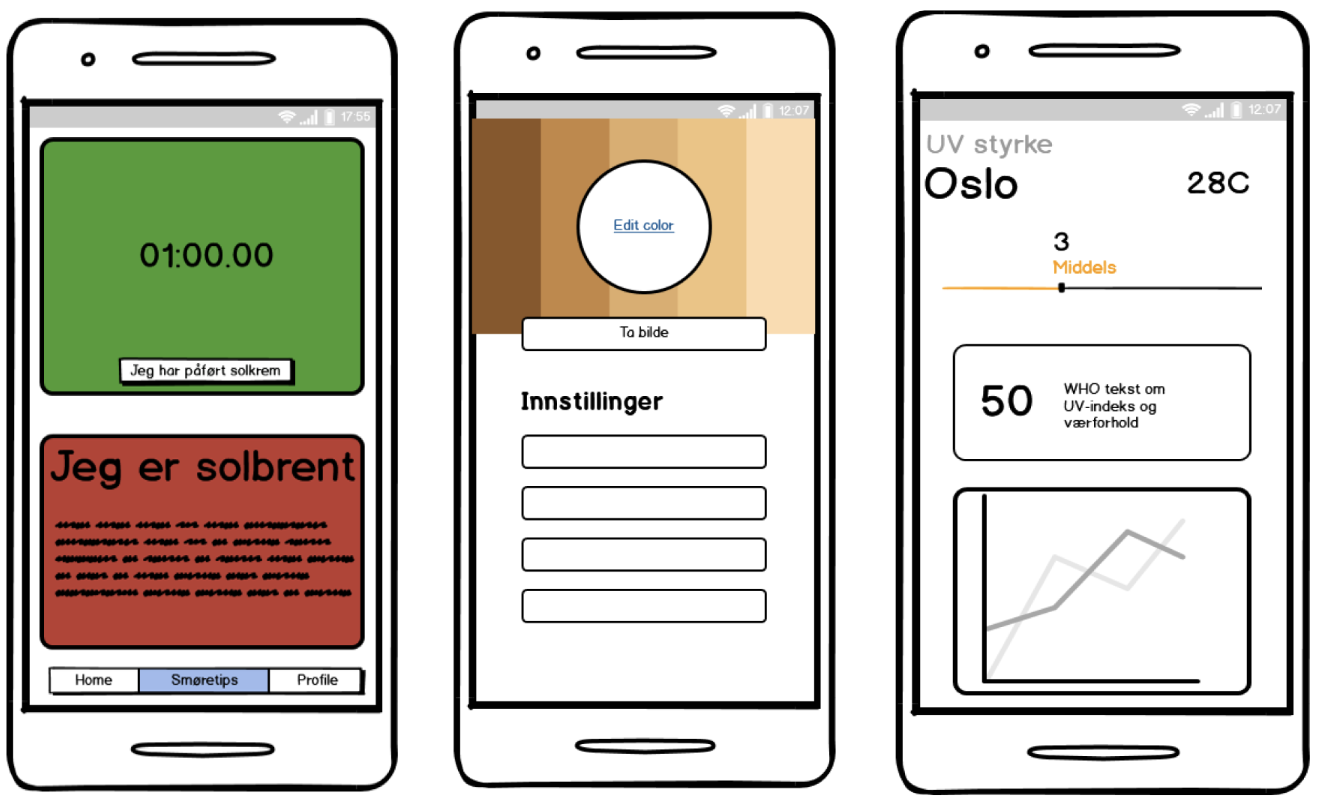 17:55
01:00.00
Jeg har påført solkrem
Jeg er solbrent
Home Smøretips Profile
12:07
Edit color
Ta bilde
Innstillinger
12:07
UV styrke
Oslo 28C
3
Middels
50
WHO tekst om
UV-indeks og
værforhold